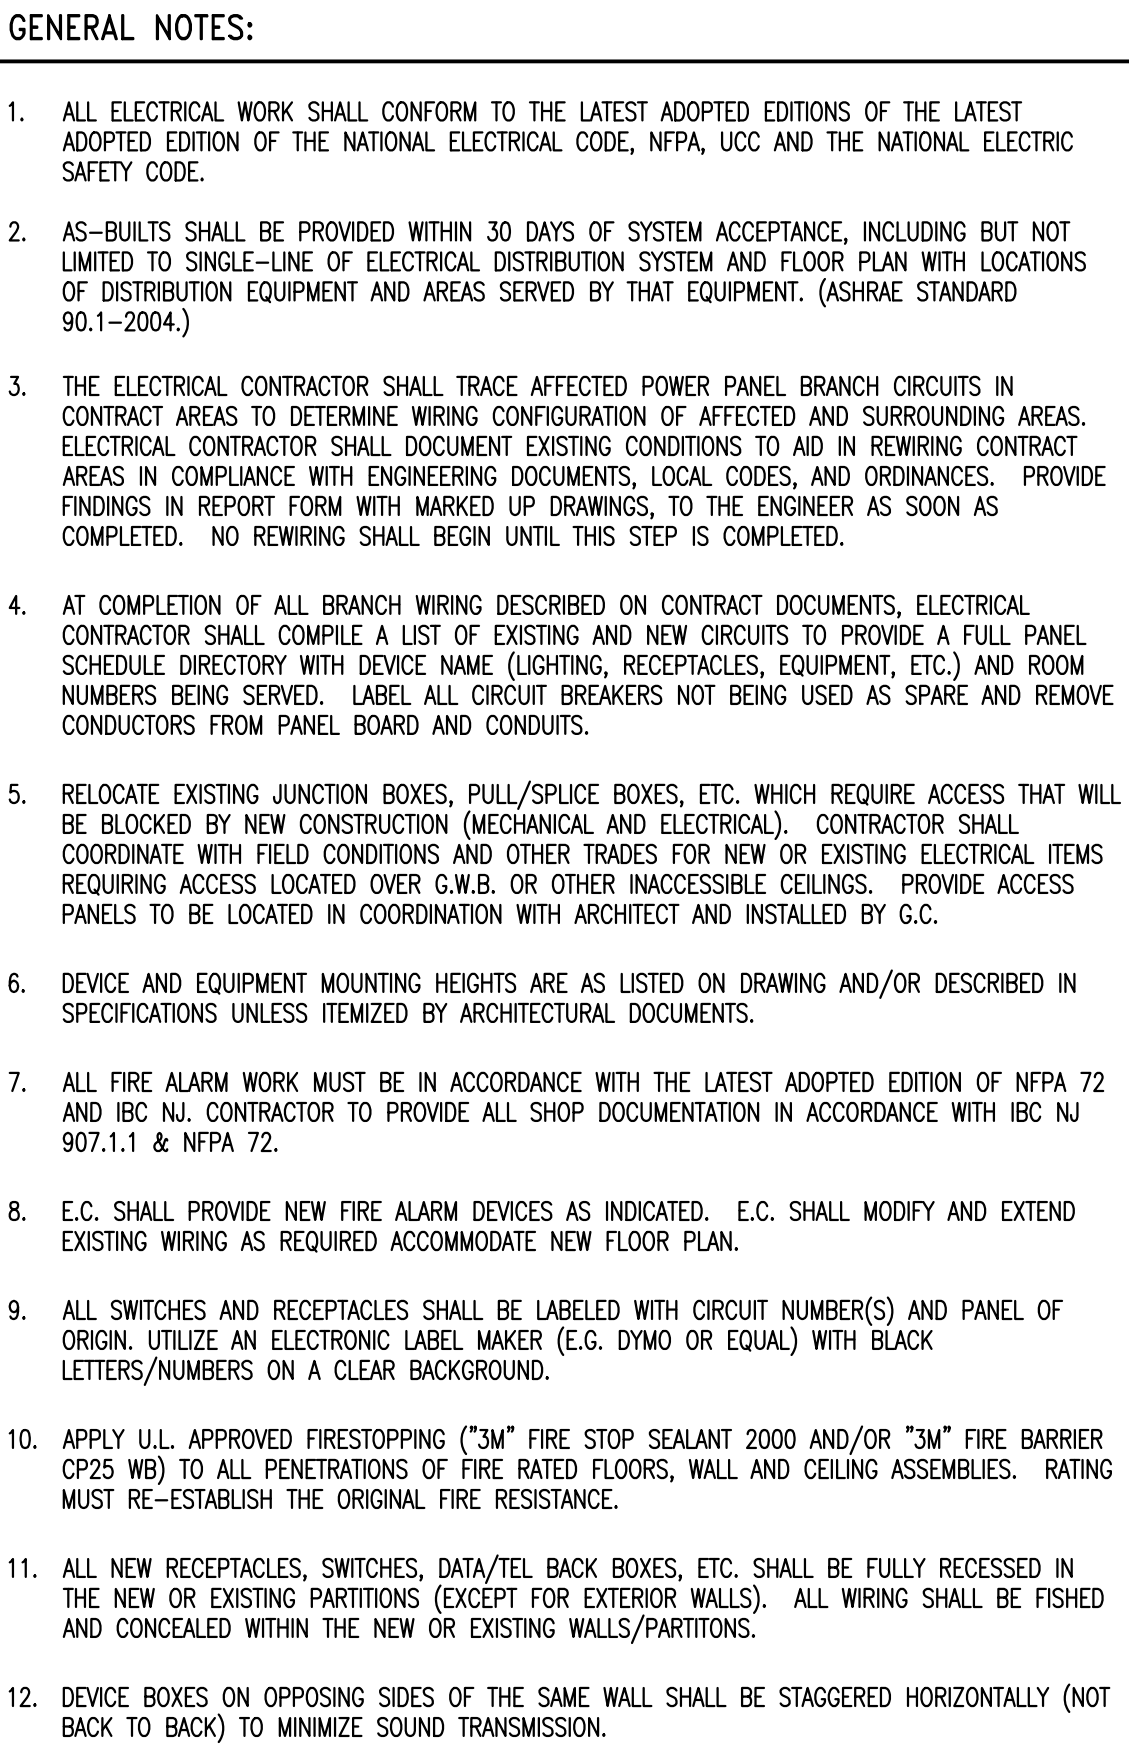 GENERAL NOTES:
1. ALL ELECTRICAL WORK SHALL CONFORM TO THE LATEST ADOPTED EDITIONS OF THE LATEST
ADOPTED EDITION OF THE NATIONAL ELECTRICAL CODE, NFPA, UCC AND THE NATIONAL ELECTRIC
SAFETY CODE.
2. AS-BUILTS SHALL BE PROVIDED WITHIN 30 DAYS OF SYSTEM ACCEPTANCE, INCLUDING BUT NOT
LIMITED TO SINGLE-LINE OF ELECTRICAL DISTRIBUTION SYSTEM AND FLOOR PLAN WITH LOCATIONS
OF DISTRIBUTION EQUIPMENT AND AREAS SERVED BY THAT EQUIPMENT. (ASHRAE STANDARD
90.1-2004.)
3. THE ELECTRICAL CONTRACTOR SHALL TRACE AFFECTED POWER PANEL BRANCH CIRCUITS IN
CONTRACT AREAS TO DETERMINE WIRING CONFIGURATION OF AFFECTED AND SURROUNDING AREAS.
ELECTRICAL CONTRACTOR SHALL DOCUMENT EXISTING CONDITIONS TO AID IN REWIRING CONTRACT
AREAS IN COMPLIANCE WITH ENGINEERING DOCUMENTS, LOCAL CODES, AND ORDINANCES. PROVIDE
FINDINGS IN REPORT FORM WITH MARKED UP DRAWINGS, TO THE ENGINEER AS SOON AS
COMPLETED. NO REWIRING SHALL BEGIN UNTIL THIS STEP IS COMPLETED.
4. AT COMPLETION OF ALL BRANCH WIRING DESCRIBED ON CONTRACT DOCUMENTS, ELECTRICAL
CONTRACTOR SHALL COMPILE A LIST OF EXISTING AND NEW CIRCUITS TO PROVIDE A FULL PANEL
SCHEDULE DIRECTORY WITH DEVICE NAME (LIGHTING, RECEPTACLES, EQUIPMENT, ETC.) AND ROOM
NUMBERS BEING SERVED. LABEL ALL CIRCUIT BREAKERS NOT BEING USED AS SPARE AND REMOVE
CONDUCTORS FROM PANEL BOARD AND CONDUITS.
5. RELOCATE EXISTING JUNCTION BOXES, PULL/SPLICE BOXES, ETC. WHICH REQUIRE ACCESS THAT WILL
BE BLOCKED BY NEW CONSTRUCTION (MECHANICAL AND ELECTRICAL). CONTRACTOR SHALL
COORDINATE WITH FIELD CONDITIONS AND OTHER TRADES FOR NEW OR EXISTING ELECTRICAL ITEMS
REQUIRING ACCESS LOCATED OVER G.W.B. OR OTHER INACCESSIBLE CEILINGS. PROVIDE ACCESS
PANELS TO BE LOCATED IN COORDINATION WITH ARCHITECT AND INSTALLED BY G.C.
6. DEVICE AND EQUIPMENT MOUNTING HEIGHTS ARE AS LISTED ON DRAWING AND/OR DESCRIBED IN
SPECIFICATIONS UNLESS ITEMIZED BY ARCHITECTURAL DOCUMENTS.
7. ALL FIRE ALARM WORK MUST BE IN ACCORDANCE WITH THE LATEST ADOPTED EDITION OF NFPA 72
AND IBC NJ. CONTRACTOR TO PROVIDE ALL SHOP DOCUMENTATION IN ACCORDANCE WITH IBC NJ
907.1.1 & NFPA 72.
8. E.C. SHALL PROVIDE NEW FIRE ALARM DEVICES AS INDICATED. E.C. SHALL MODIFY AND EXTEND
EXISTING WIRING AS REQUIRED ACCOMMODATE NEW FLOOR PLAN.
9. ALL SWITCHES AND RECEPTACLES SHALL BE LABELED WITH CIRCUIT NUMBER(S) AND PANEL OF
ORIGIN. UTILIZE AN ELECTRONIC LABEL MAKER (E.G. DYMO OR EQUAL) WITH BLACK
LETTERS/NUMBERS ON A CLEAR BACKGROUND.
10. APPLY U.L. APPROVED FIRESTOPPING ("3M" FIRE STOP SEALANT 2000 AND/OR "3M" FIRE BARRIER
CP25 WB) TO ALL PENETRATIONS OF FIRE RATED FLOORS, WALL AND CEILING ASSEMBLIES. RATING
MUST RE-ESTABLISH THE ORIGINAL FIRE RESISTANCE.
11. ALL NEW RECEPTACLES, SWITCHES, DATA/TEL BACK BOXES, ETC. SHALL BE FULLY RECESSED IN
THE NEW OR EXISTING PARTITIONS (EXCEPT FOR EXTERIOR WALLS). ALL WIRING SHALL BE FISHED
AND CONCEALED WITHIN THE NEW OR EXISTING WALLS/PARTITONS.
12. DEVICE BOXES ON OPPOSING SIDES OF THE SAME WALL SHALL BE STAGGERED HORIZONTALLY (NOT
BACK TO BACK) TO MINIMIZE SOUND TRANSMISSION.